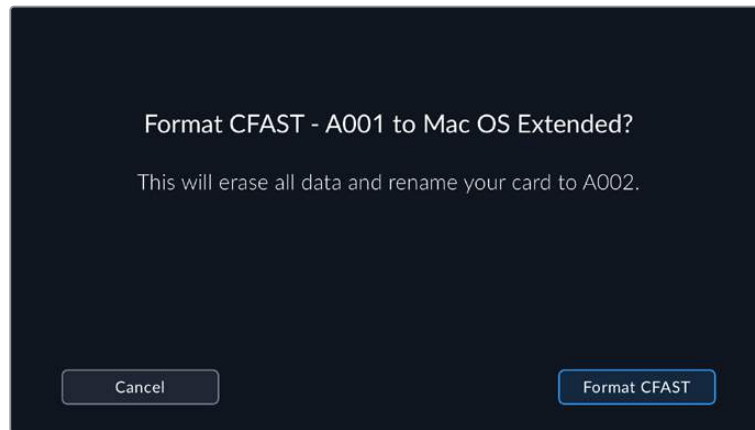 Format CFAST - A001 to Mac OS Extended?
This will erase all data and rename your card to A002.
Cancel
Format CFAST